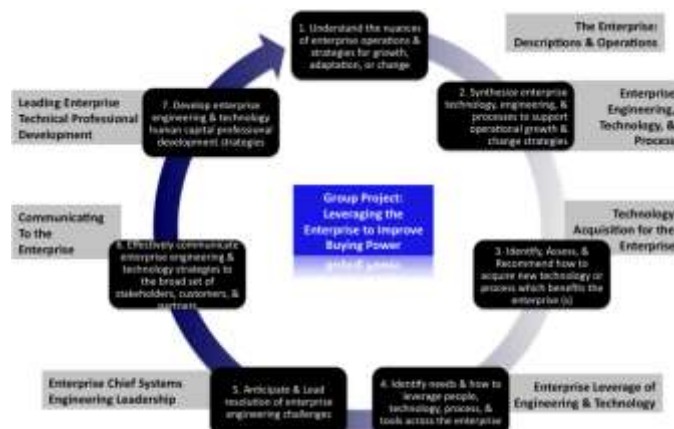 1. Understand the nuances
of enterprise operations &
strategies for growth,
adaptation, or change
The Enterprise:
Descriptions & Operations
2. Synthesize enterprise
technology, engineering, &
processes to support
operational growth &
change strategies
Enterprise
Engineering,
Technology, &
Process
Technology
Acquisition for the
Enterprise
3. Identify, Assess, &
Recommend how to
acquire new technology or
process which benefits the
enterprise (s)
4. Identify needs & how to
leverage people,
technology, process, &
tools across the enterprise
Enterprise Leverage of
Engineering & Technology
5. Anticipate & Lead
resolution of enterprise
engineering challenges
Enterprise Chief Systems
Engineering Leadership
6. Effectively communicate
enterprise engineering &
technology strategies to
the broad set of
stakeholders, customers, &
partners
Communicating
To the
Enterprise
7. Develop enterprise
engineering & technology
human capital professional
development strategies
Leading Enterprise
Technical Professional
Development
Group Project:
Leveraging the
Enterprise to Improve
Buying Power